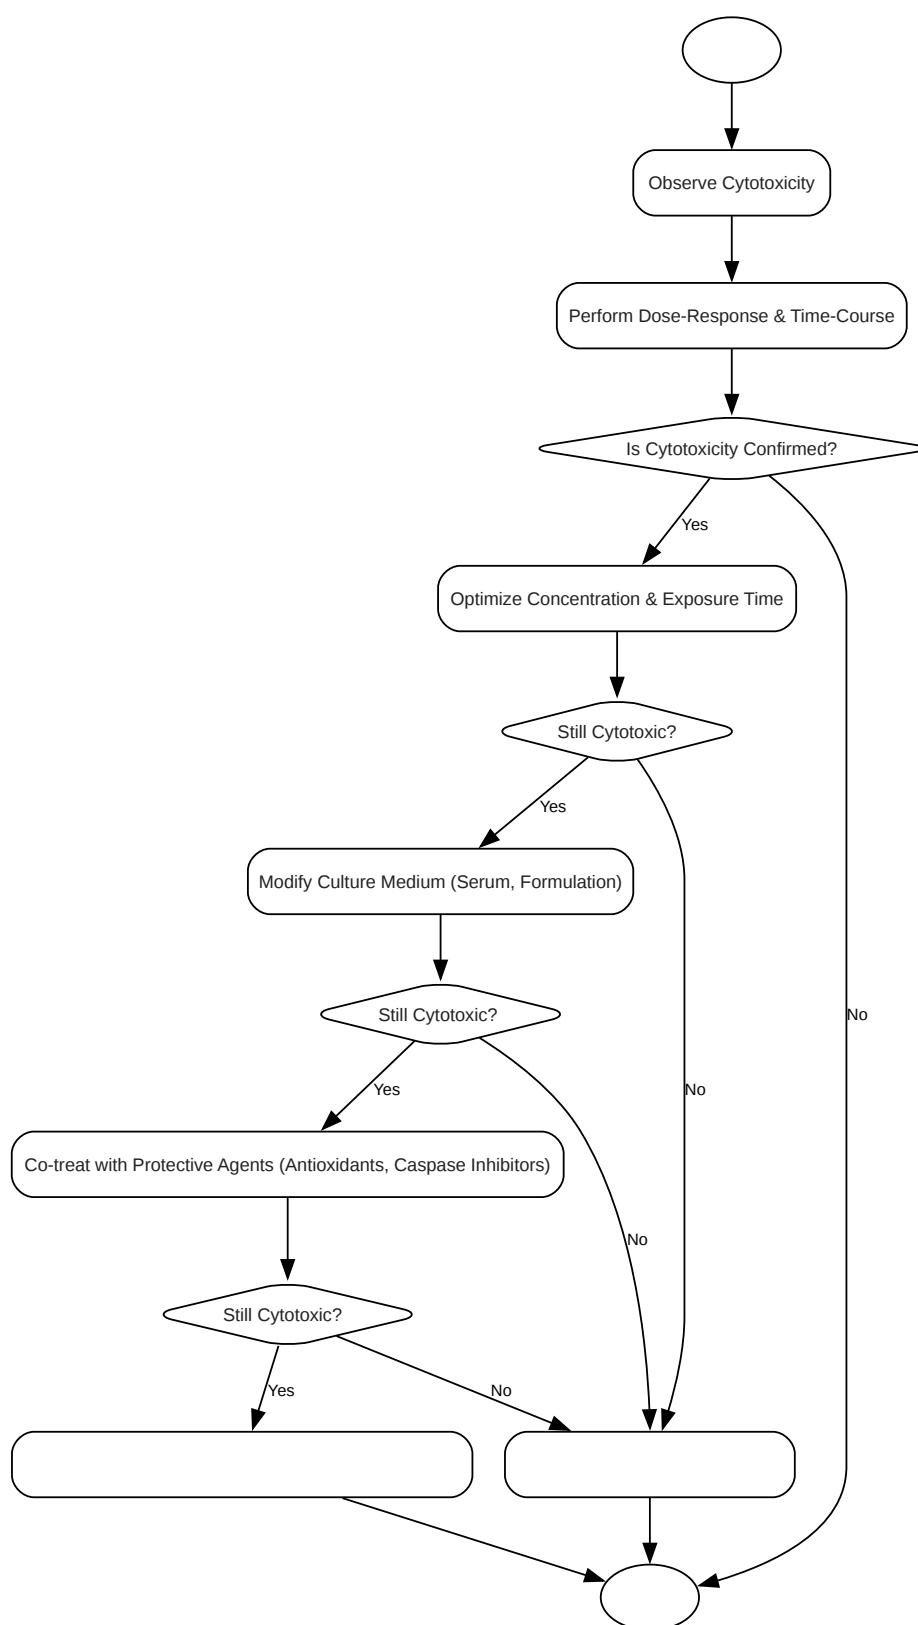 Observe Cytotoxicity
Perform Dose-Response & Time-Course
Is Cytotoxicity Confirmed?
Yes
Optimize Concentration & Exposure Time
Still Cytotoxic?
Yes
Modify Culture Medium (Serum, Formulation)
Still Cytotoxic?
No
Yes
No
Co-treat with Protective Agents (Antioxidants, Caspase Inhibitors)
No
Still Cytotoxic?
Yes
No